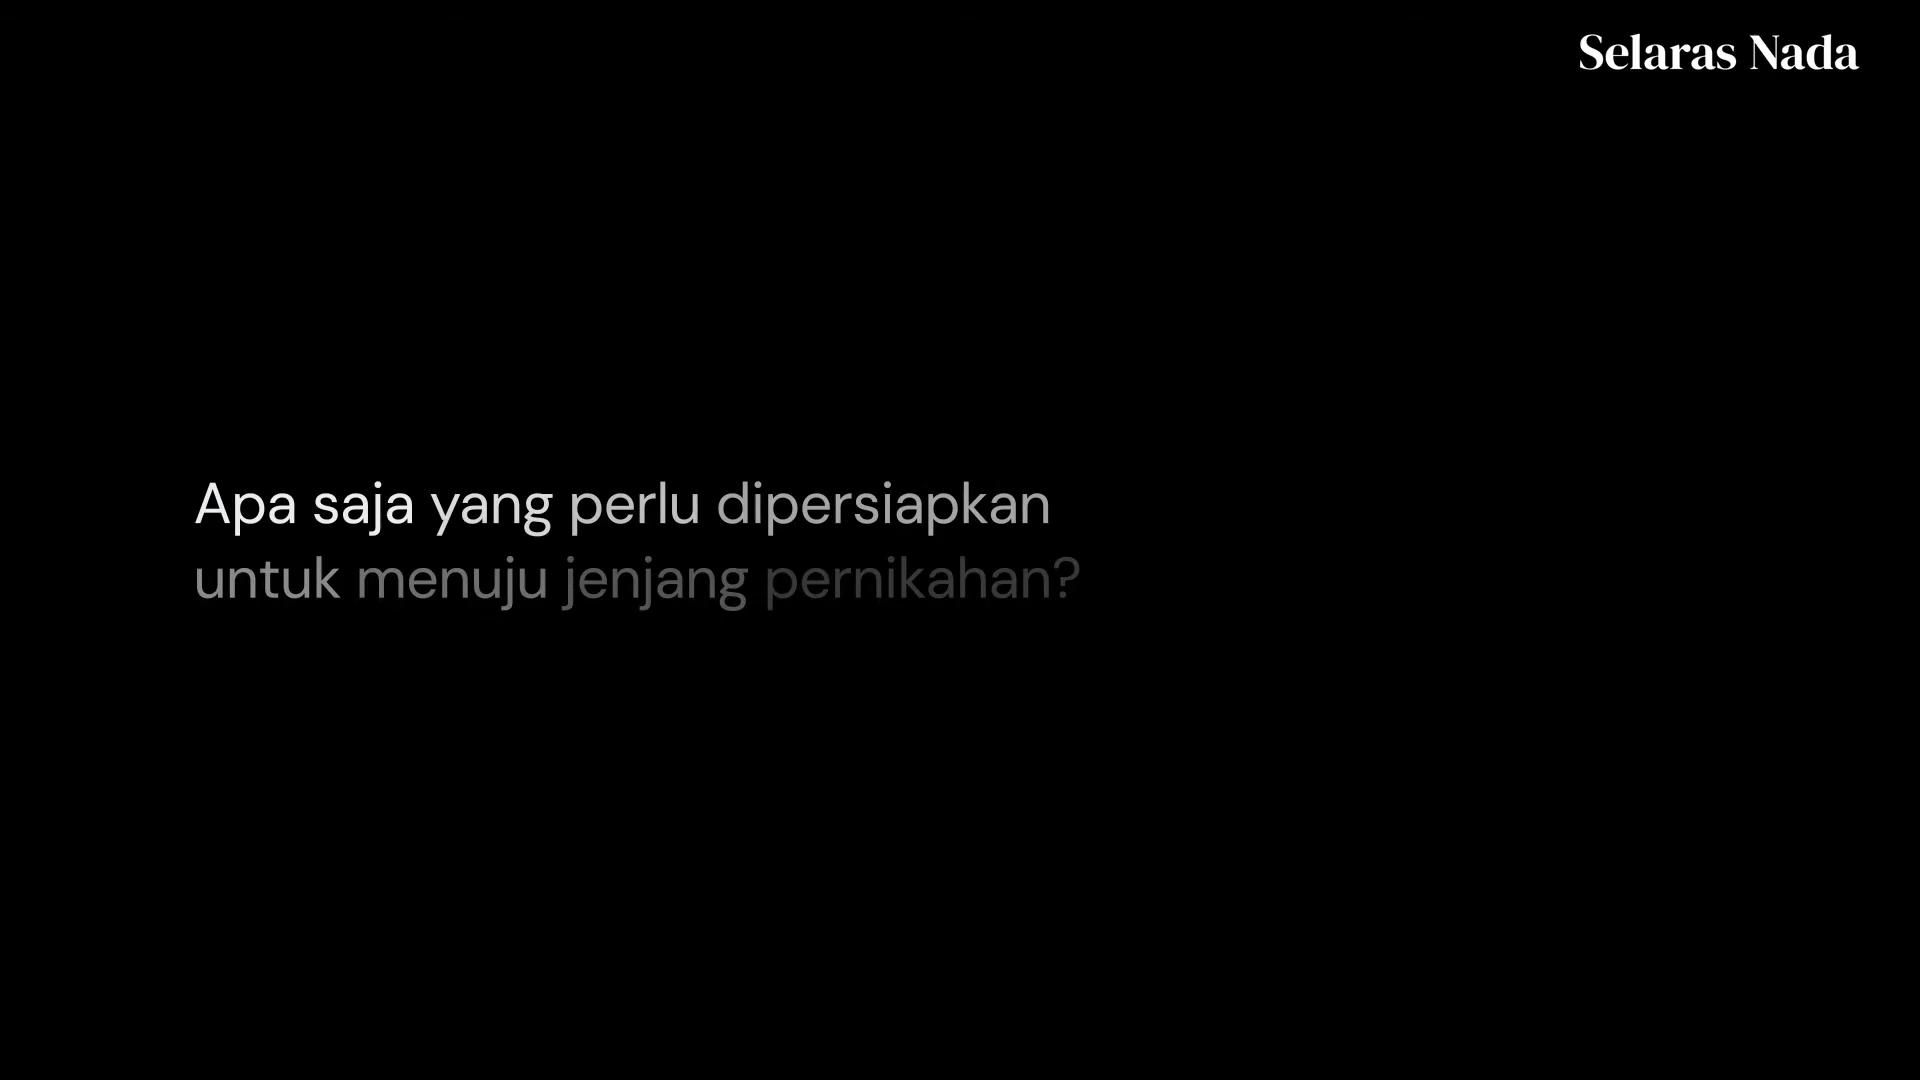 Selaras Nada
Apa saja yang perlu dipersiapkan
untuk menuju jenjang pernikahan?